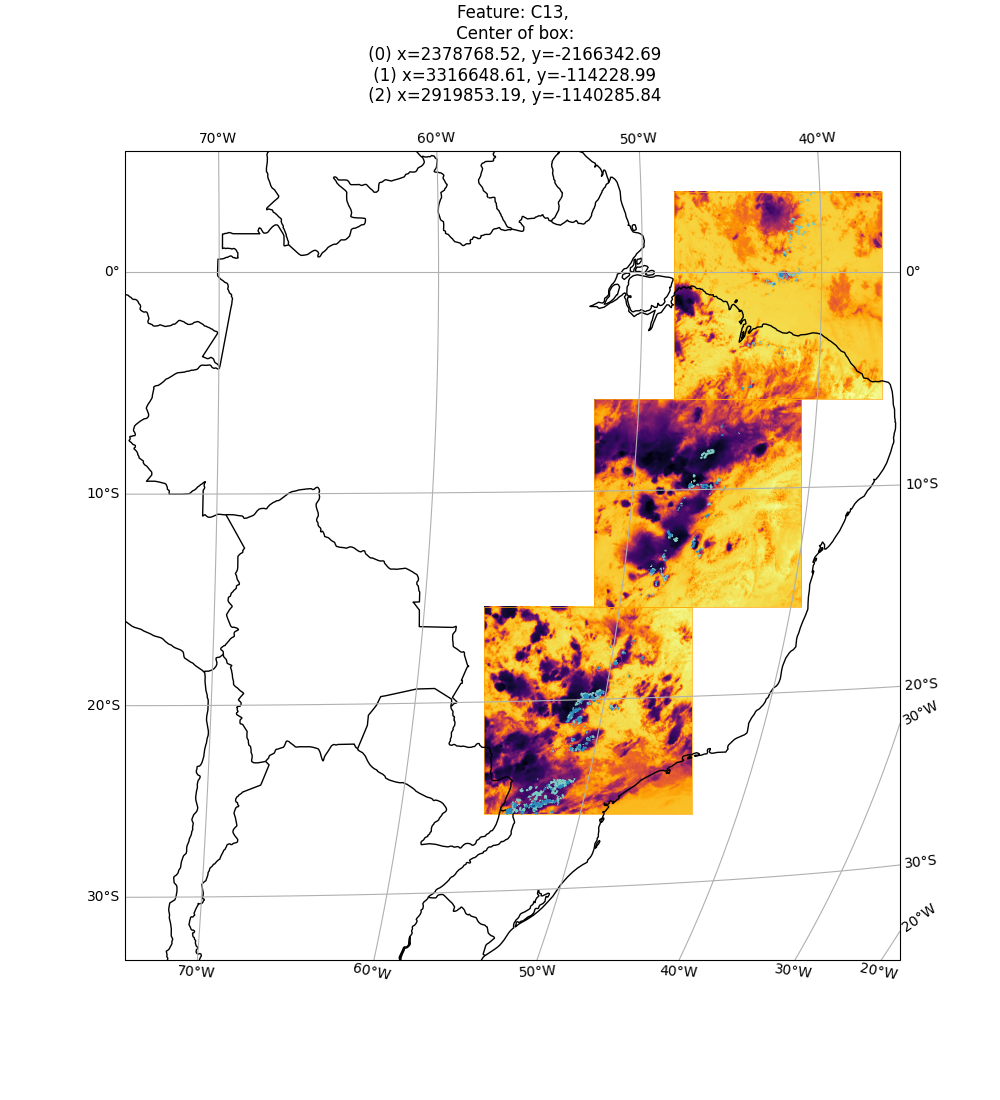 Feature: C13,
Center of box:
(0) x=2378768.52, y=-2166342.69
(1) x=3316648.61, y=-114228.99
(2) x=2919853.19, y=-1140285.84
70°W 60°W 50°W 40°W
0° 0°
10°S 10°S
20°S 20°S
30°W
30°S 30°S
20°W
70°W 60°W 50°W 40°W 30°W 20°W